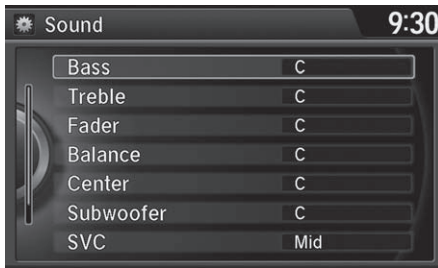 Sound 9:30
Bass C
Treble C
Fader C
Balance C
Center C
Subwoofer C
SVC Mid